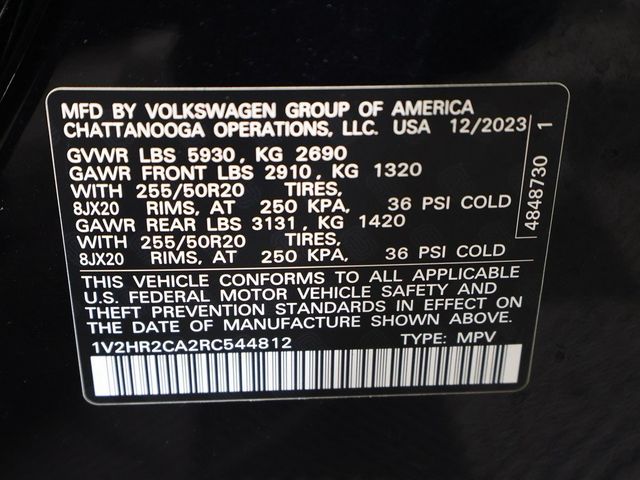 MFD BY VOLKSWAGEN GROUP OF AMERICA
CHATTANOOGA OPERATIONS, LLC. USA 12/2023
GVWR LBS 5930, KG 2690
GAWR FRONT LBS 2910, KG 1320
WITH 255/50R20 TIRES,
8JX20 RIMS, AT 250 KPA, 36 PSI COLD
GAWR REAR LBS 3131, KG 1420
WITH 255/50R20 TIRES,
8JX20 RIMS, AT 250 KPA, 36 PSI COLD
THIS VEHICLE CONFORMS TO ALL APPLICABLE
U.S. FEDERAL MOTOR VEHICLE SAFETY AND
THEFT PREVENTION STANDARDS IN EFFECT ON
THE DATE OF MANUFACTURE SHOWN ABOVE.
1V2HR2CA2RC544812 TYPE: MPV
4848730 1